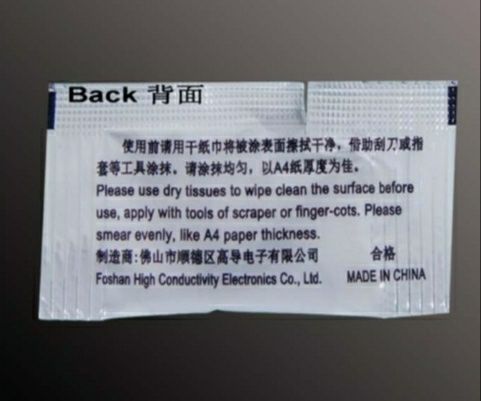 Back 背面
使用前请用干纸巾将被涂表面擦拭干净，借助刮刀或指
套等工具涂抹。请涂抹均匀，以A4纸厚度为佳。
Please use dry tissues to wipe clean the surface before
use, apply with tools of scraper or finger-cots. Please
smear evenly, like A4 paper thickness.
制造商:佛山市顺德区高导电子有限公司 合格
Foshan High Conductivity Electronics Co., Ltd. MADE IN CHINA